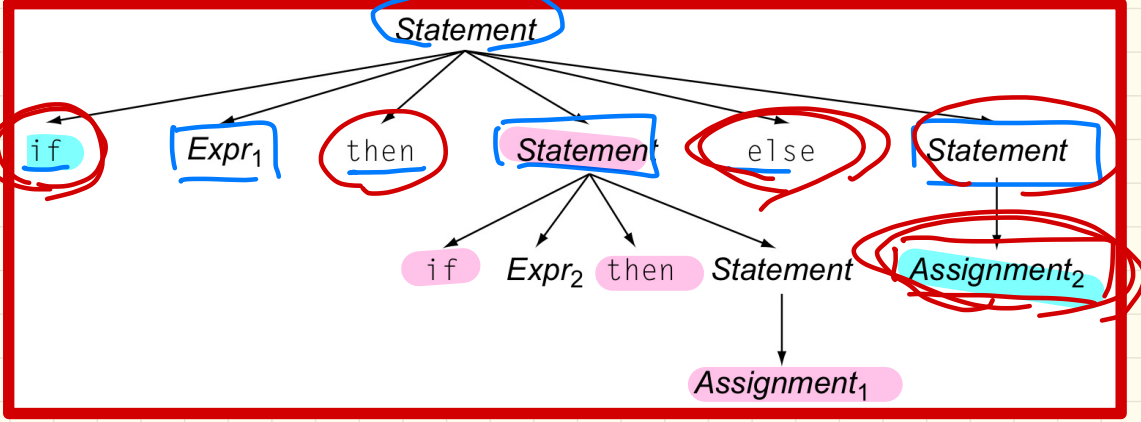 Statement
if Expr1 then Statement else Statement
if Expr2 then Statement Assignment2
Assignment1